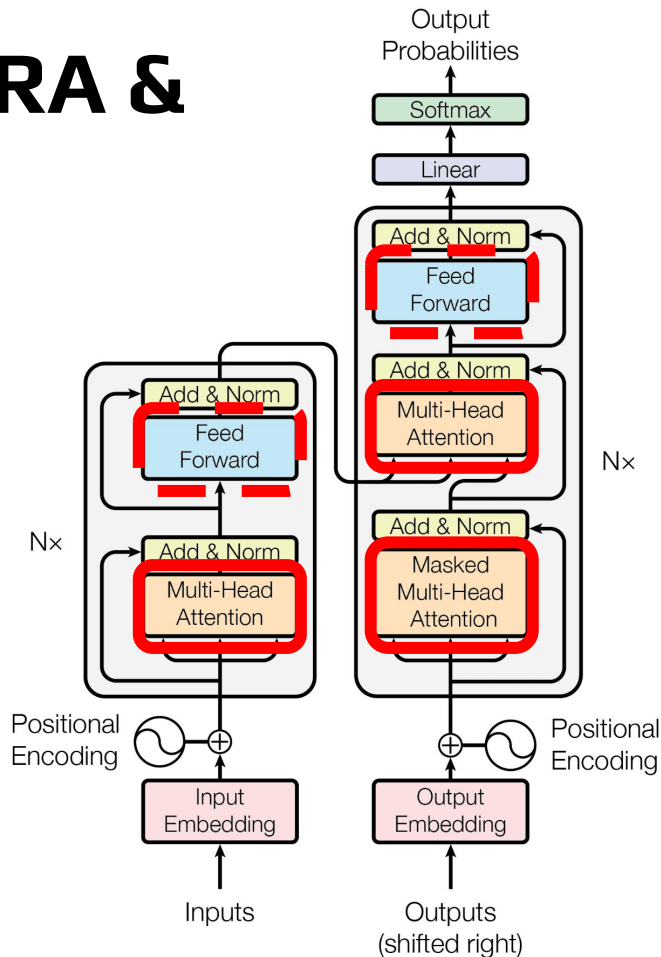 RA &
Output
Probabilities
Softmax
Linear
Add & Norm
Feed
Forward
Add & Norm
Multi-Head
Attention
Add & Norm
Masked
Multi-Head
Attention
N×
Add & Norm
Feed
Forward
N×
Add & Norm
Multi-Head
Attention
Positional
Encoding
Positional
Encoding
Input
Embedding
Output
Embedding
Inputs
Outputs
(shifted right)